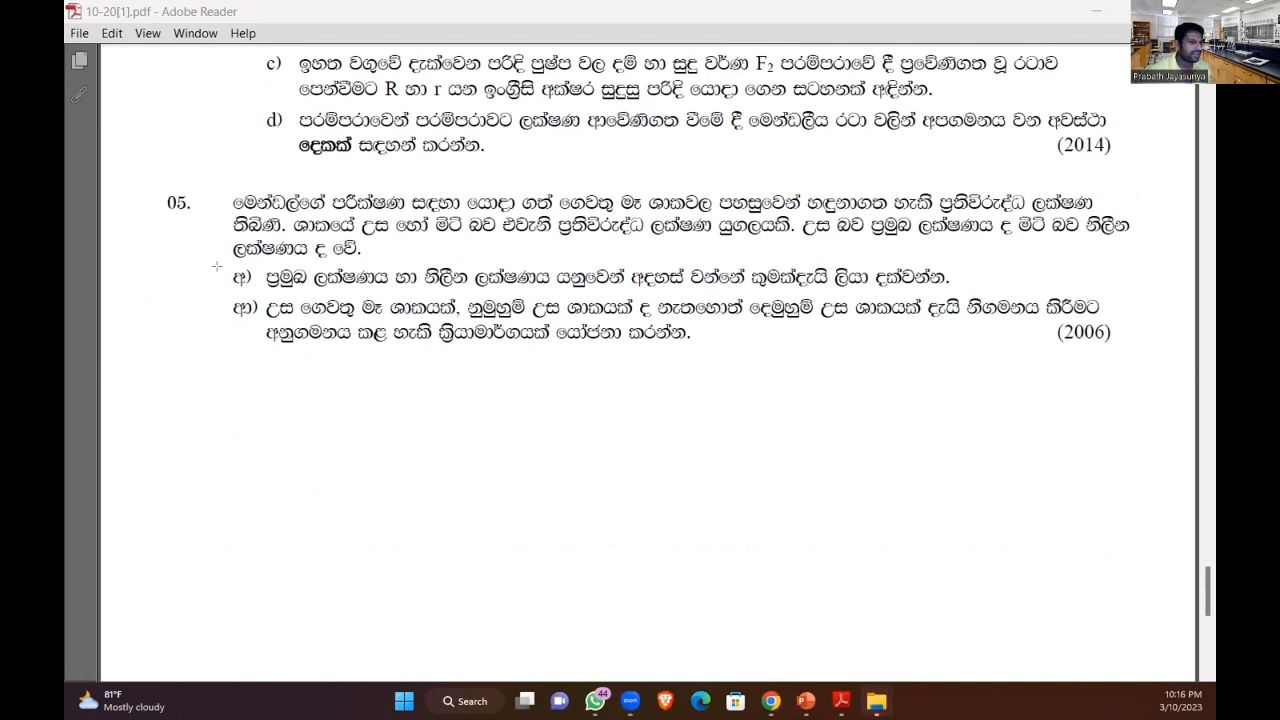 10-20[1].pdf - Adobe Reader
File Edit View Window Help
Prabath Jayasuriya
c) ඉහත වගුවේ දැක්වෙන පරිදි පුෂ්ප වල දම් හා සුදු වර්ණ F2 පරම්පරාවේ දී ප්‍රවේණිගත වූ රටාව
පෙන්වීමට R හා r යන ඉංග්‍රීසි අක්ෂර සුදුසු පරිදි යොදා ගෙන සටහනක් අඳින්න.
d) පරම්පරාවෙන් පරම්පරාවට ලක්ෂණ ආවේණිගත වීමේ දී මෙන්ඩලීය රටා වලින් අපගමනය වන අවස්ථා
දෙකක් සඳහන් කරන්න. (2014)
05. මෙන්ඩල්ගේ පරීක්ෂණ සඳහා යොදා ගත් ගෙවතු මෑ ශාකවල පහසුවෙන් හඳුනාගත හැකි ප්‍රතිවිරුද්ධ ලක්ෂණ
තිබිණි. ශාකයේ උස හෝ මිටි බව එවැනි ප්‍රතිවිරුද්ධ ලක්ෂණ යුගලයකි. උස බව ප්‍රමුඛ ලක්ෂණය ද මිටි බව නිලීන
ලක්ෂණය ද වේ.
අ) ප්‍රමුඛ ලක්ෂණය හා නිලීන ලක්ෂණය යනුවෙන් අදහස් වන්නේ කුමක්දැයි ලියා දක්වන්න.
ආ) උස ගෙවතු මෑ ශාකයක්, නුමුහුම් උස ශාකයක් ද නැතහොත් දෙමුහුම් උස ශාකයක් දැයි නිගමනය කිරීමට
අනුගමනය කළ හැකි ක්‍රියාමාර්ගයක් යෝජනා කරන්න. (2006)
81°F
Mostly cloudy
Search
44
zoom
10:16 PM
3/10/2023